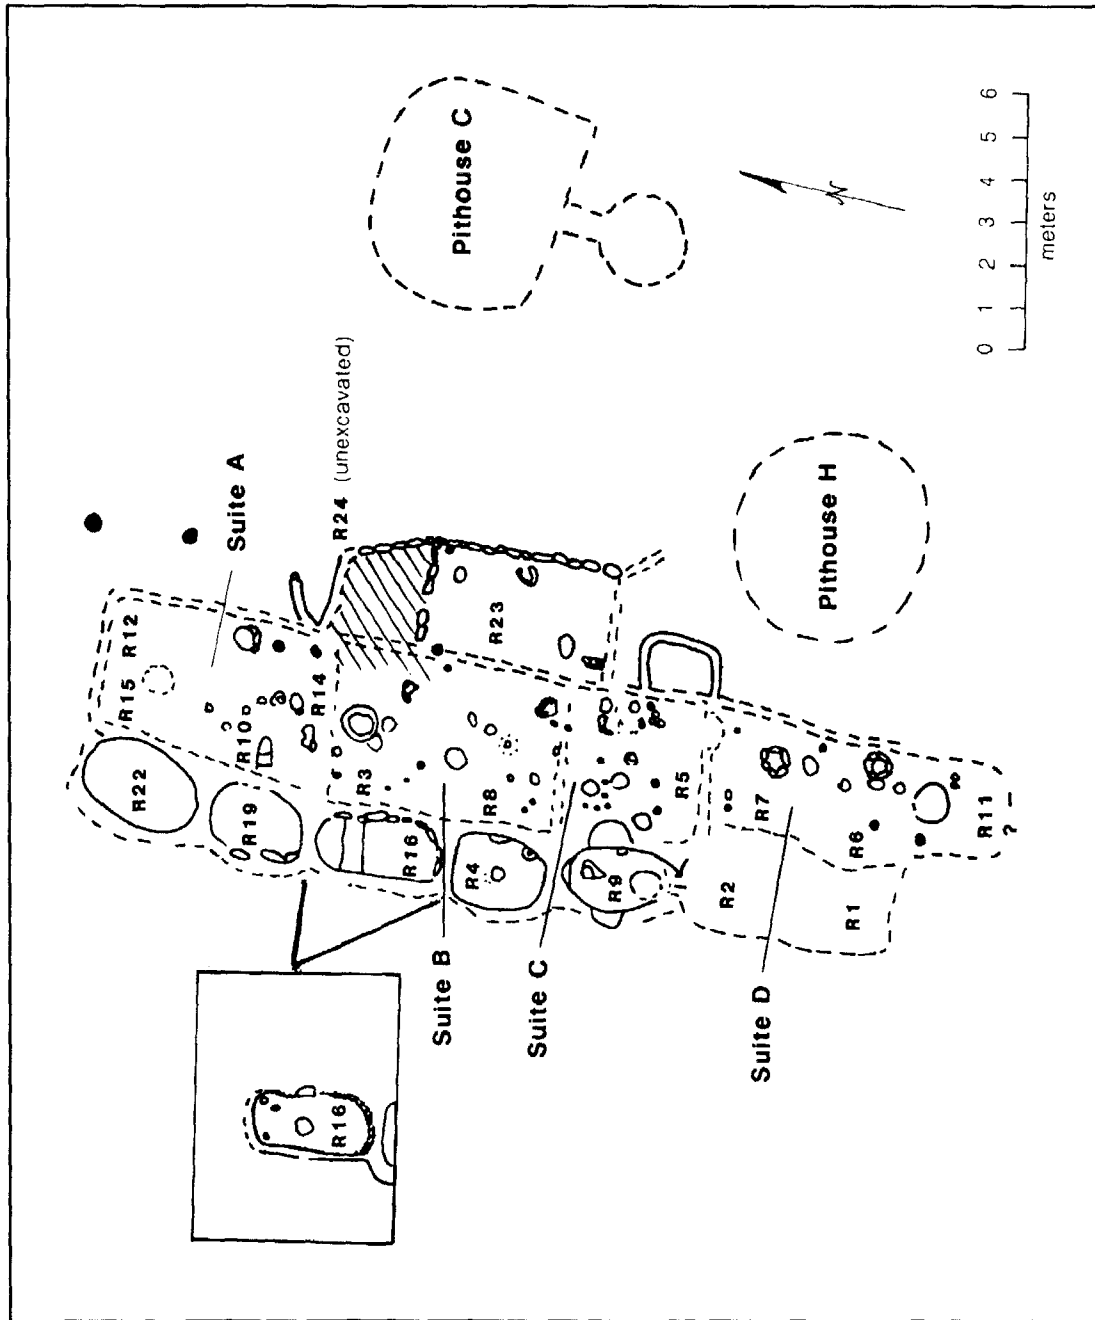 Pithouse C
6
5
4
3
2
1
0
meters
N
R24 (unexcavated)
Suite A
R12
R15
R10
R14
R22
R19
R3
R16
R8
R4
R23
R5
R9
R7
R2
R6
R1
R11
? —
Pithouse H
Suite B
Suite C
Suite D
R16